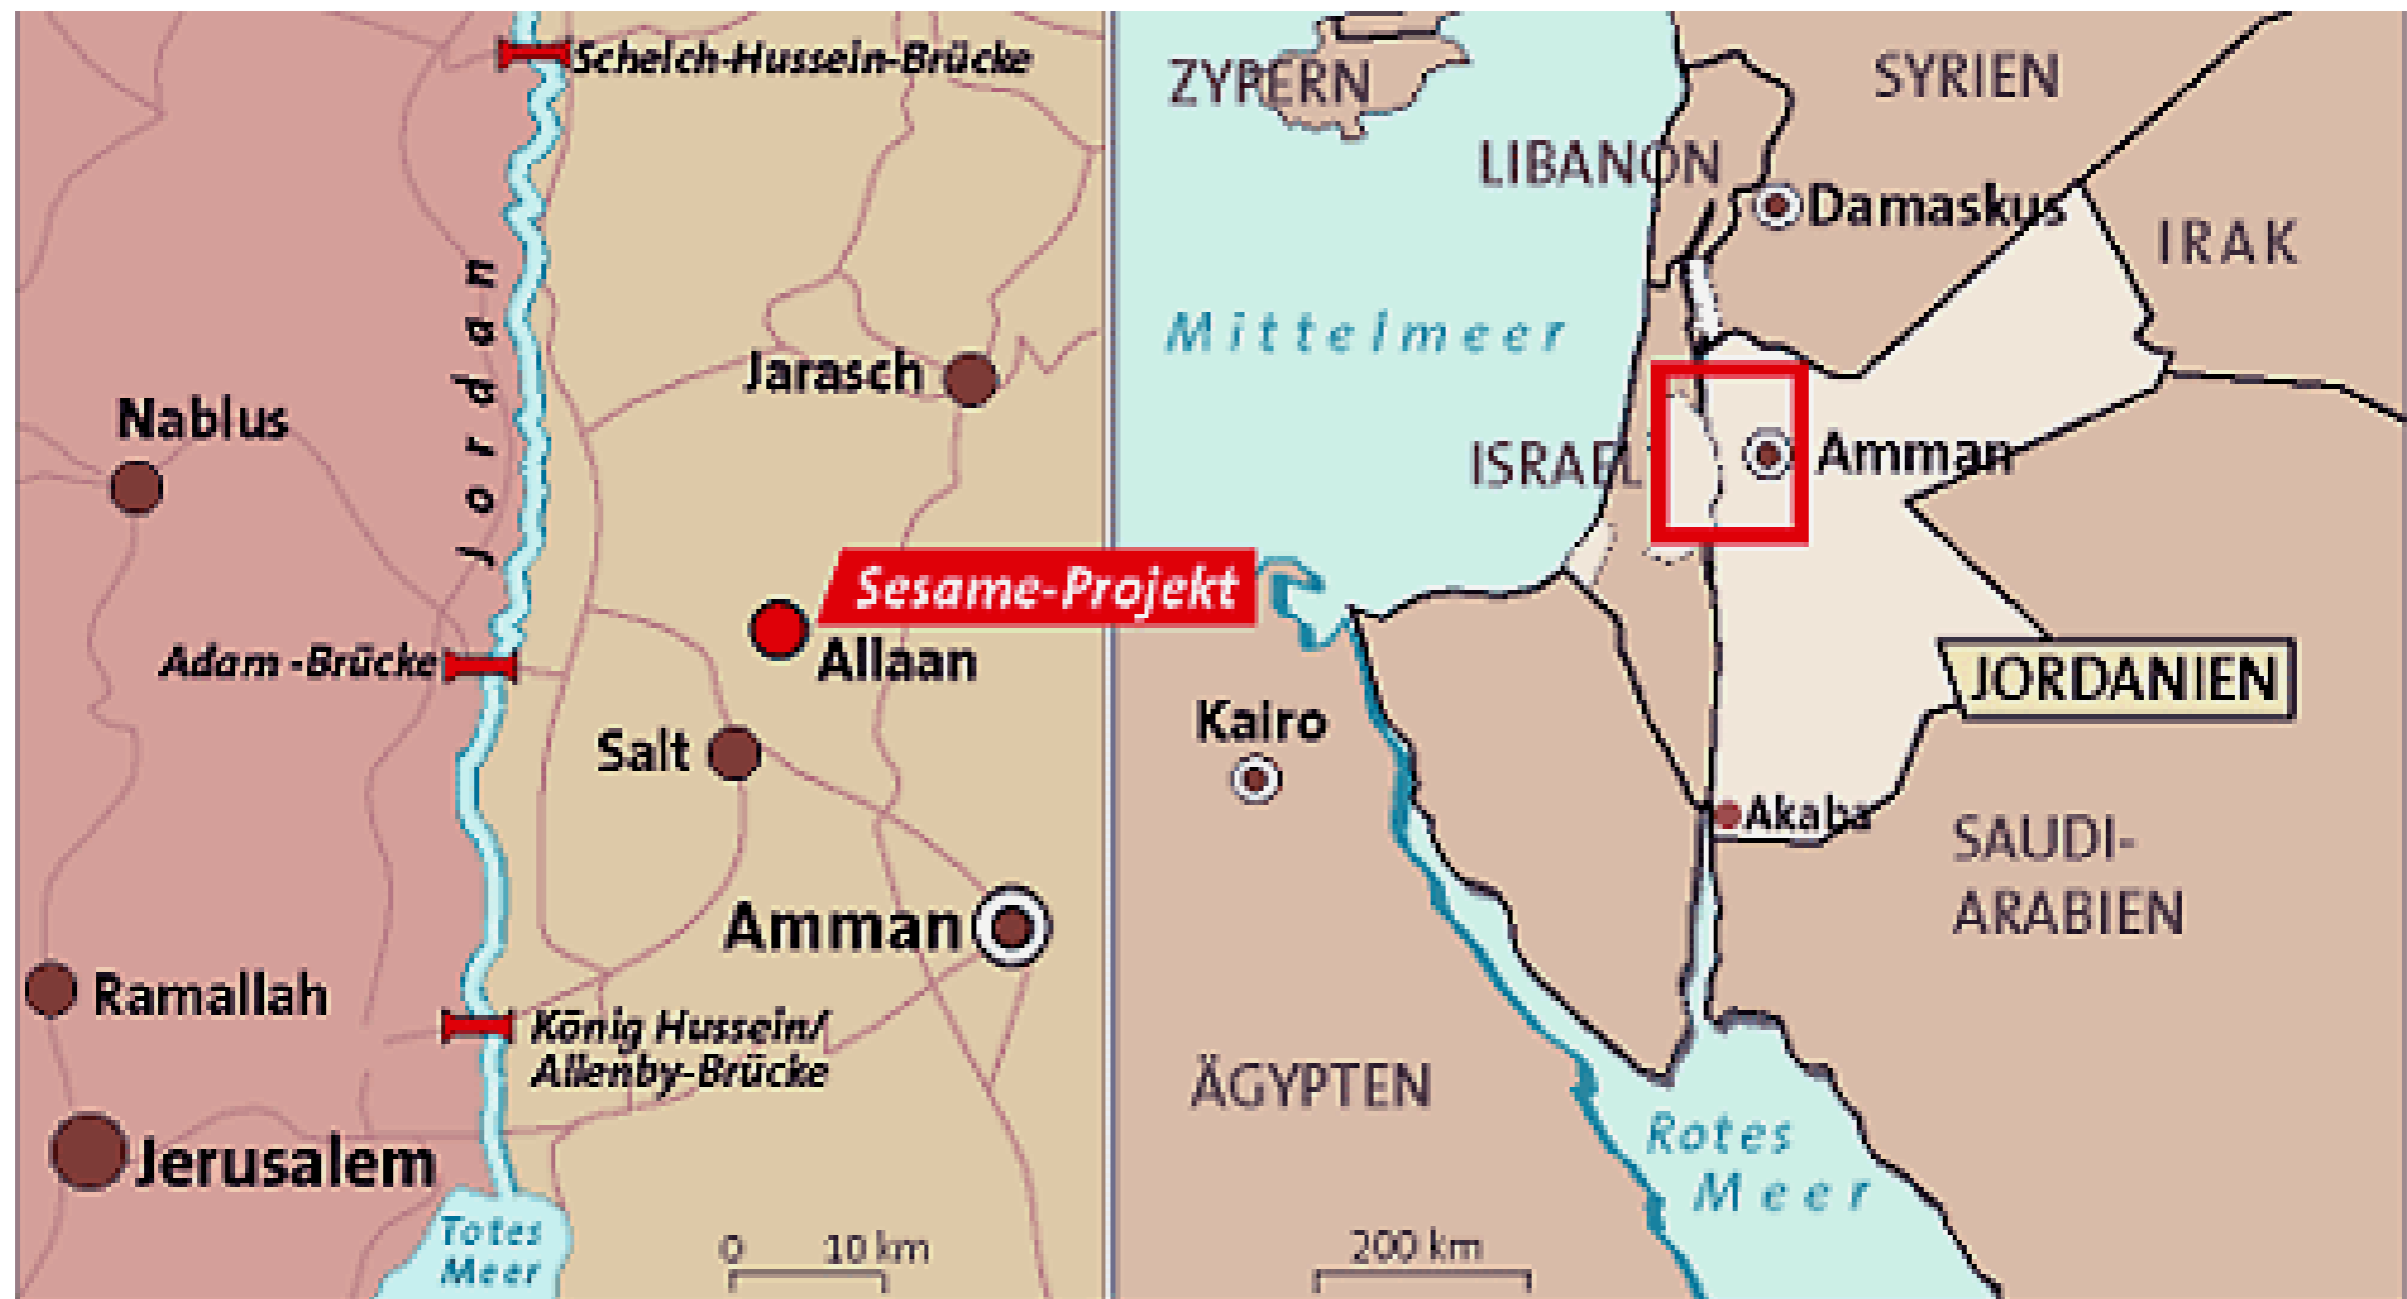 Scheich-Hussein-Brücke
Jordan
Jarasch
Nablus
Sesame-Projekt
Allaan
Adam -Brücke
Salt
Amman
Ramallah
König Hussein/
Allenby-Brücke
Jerusalem
Totes
Meer
0 10 km
ZYPERN
SYRIEN
LIBANON
Damaskus
IRAK
Mittelmeer
ISRAEL
Amman
JORDANIEN
Kairo
Akaba
SAUDI-
ARABIEN
ÄGYPTEN
Rotes
Meer
200 km